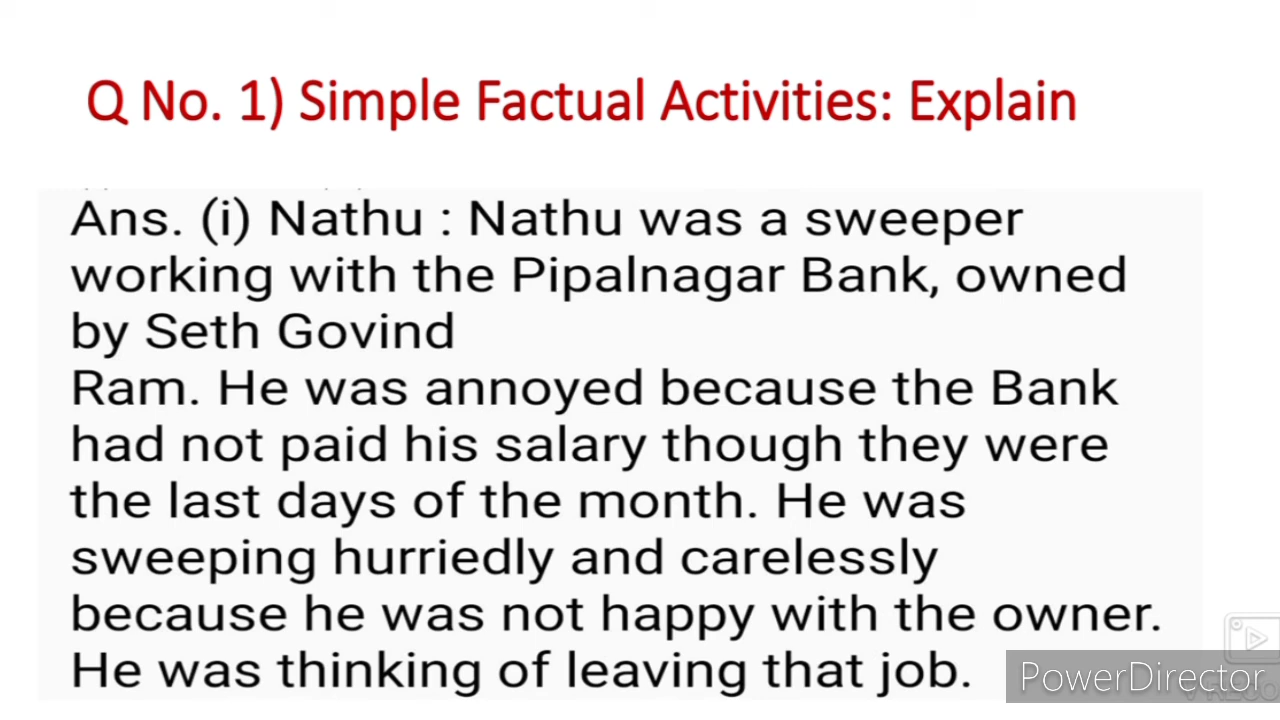 Q No. 1) Simple Factual Activities: Explain
Ans. (i) Nathu : Nathu was a sweeper
working with the Pipalnagar Bank, owned
by Seth Govind
Ram. He was annoyed because the Bank
had not paid his salary though they were
the last days of the month. He was
sweeping hurriedly and carelessly
because he was not happy with the owner.
He was thinking of leaving that job.
PowerDirector